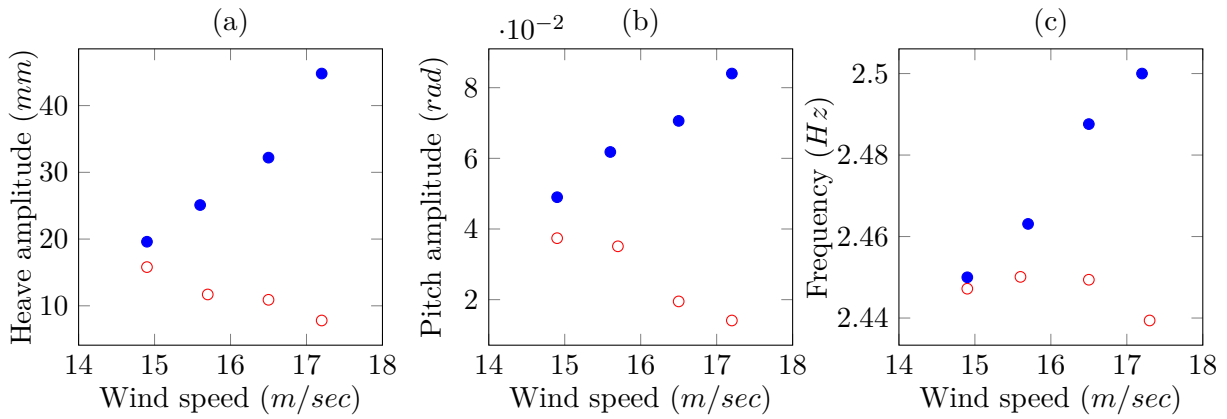 (a)
Heave amplitude (mm)
40
30
20
10
14 15 16 17 18
Wind speed (m/sec)
(b)
·10−2
Pitch amplitude (rad)
8
6
4
2
14 15 16 17 18
Wind speed (m/sec)
(c)
Frequency (Hz)
2.5
2.48
2.46
2.44
14 15 16 17 18
Wind speed (m/sec)